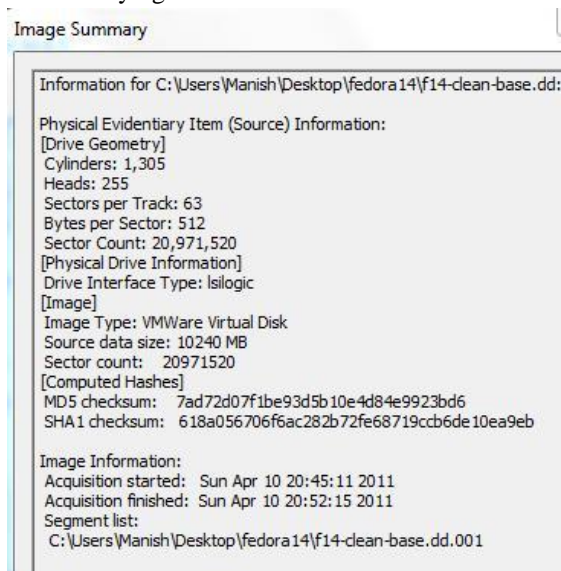 Image Summary
Information for C:\Users\Manish\Desktop\fedora14\f14-clean-base.dd:
Physical Evidentiary Item (Source) Information:
[Drive Geometry]
Cylinders: 1,305
Heads: 255
Sectors per Track: 63
Bytes per Sector: 512
Sector Count: 20,971,520
[Physical Drive Information]
Drive Interface Type: lsilogic
[Image]
Image Type: VMWare Virtual Disk
Source data size: 10240 MB
Sector count: 20971520
[Computed Hashes]
MD5 checksum: 7ad72d07f1be93d5b10e4d84e9923bd6
SHA1 checksum: 618a056706f6ac282b72fe68719ccb6de10ea9eb
Image Information:
Acquisition started: Sun Apr 10 20:45:11 2011
Acquisition finished: Sun Apr 10 20:52:15 2011
Segment list:
C:\Users\Manish\Desktop\fedora14\f14-clean-base.dd.001